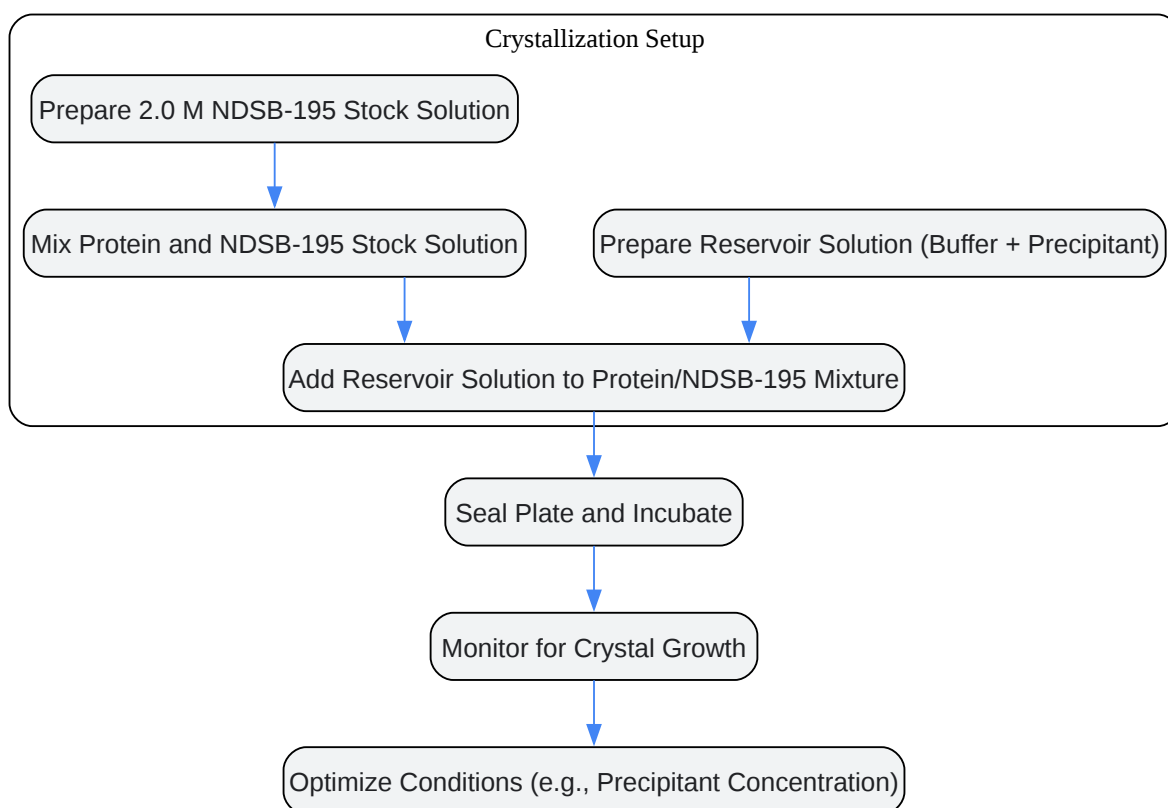 Crystallization Setup
Prepare 2.0 M NDSB-195 Stock Solution
Mix Protein and NDSB-195 Stock Solution
Prepare Reservoir Solution (Buffer + Precipitant)
Add Reservoir Solution to Protein/NDSB-195 Mixture
Seal Plate and Incubate
Monitor for Crystal Growth
Optimize Conditions (e.g., Precipitant Concentration)